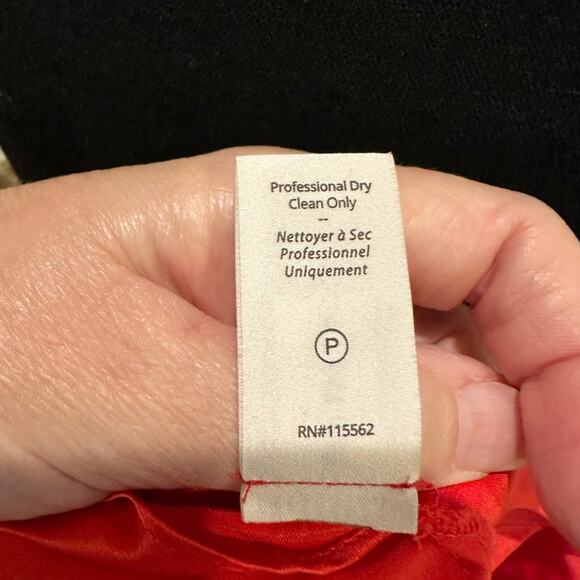 Professional Dry
Clean Only
--
Nettoyer à Sec
Professionnel
Uniquement
P
RN#115562